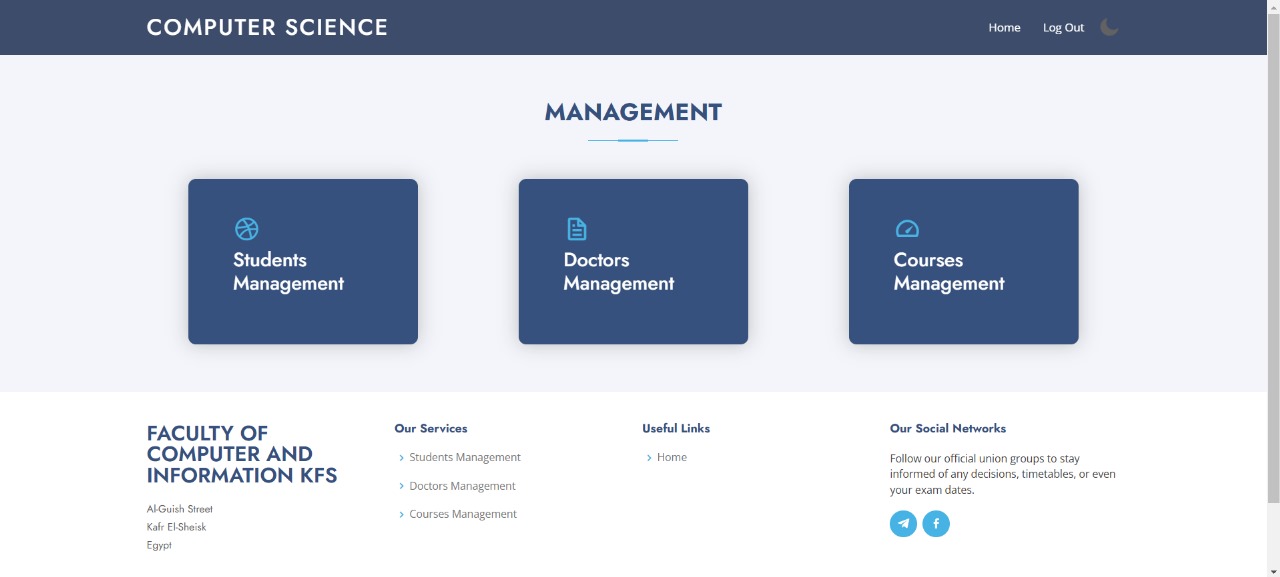 COMPUTER SCIENCE
Home
Log Out
MANAGEMENT
Students
Management
Doctors
Management
Courses
Management
FACULTY OF
COMPUTER AND
INFORMATION KFS
Al-Guish Street
Kafr El-Sheisk
Egypt
Our Services
Students Management
Doctors Management
Courses Management
Useful Links
Home
Our Social Networks
Follow our official union groups to stay
informed of any decisions, timetables, or even
your exam dates.